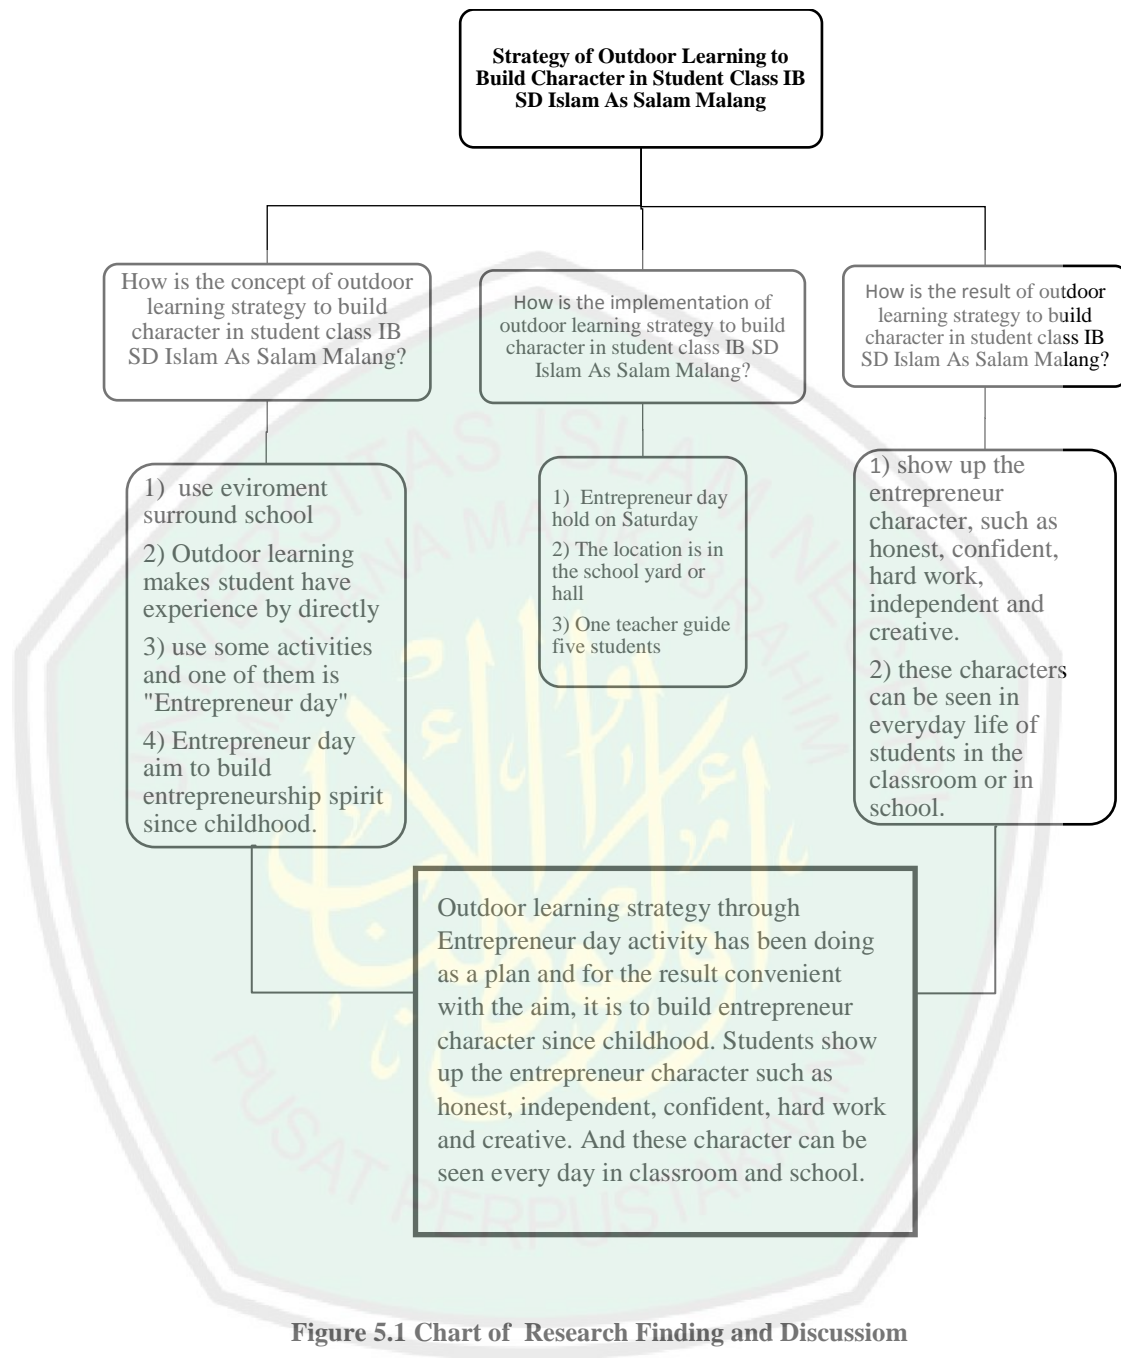 Strategy of Outdoor Learning to
Build Character in Student Class IB
SD Islam As Salam Malang
How is the concept of outdoor
learning strategy to build
character in student class IB
SD Islam As Salam Malang?
How is the implementation of
outdoor learning strategy to build
character in student class IB SD
Islam As Salam Malang?
How is the result of outdoor
learning strategy to build
character in student class IB
SD Islam As Salam Malang?
1) use eviroment
surround school
2) Outdoor learning
makes student have
experience by directly
3) use some activities
and one of them is
"Entrepreneur day"
4) Entrepreneur day
aim to build
entrepreneurship spirit
since childhood.
1) Entrepreneur day
hold on Saturday
2) The location is in
the school yard or
hall
3) One teacher guide
five students
1) show up the
entrepreneur
character, such as
honest, confident,
hard work,
independent and
creative.
2) these characters
can be seen in
everyday life of
students in the
classroom or in
school.
Outdoor learning strategy through
Entrepreneur day activity has been doing
as a plan and for the result convenient
with the aim, it is to build entrepreneur
character since childhood. Students show
up the entrepreneur character such as
honest, independent, confident, hard work
and creative. And these character can be
seen every day in classroom and school.
UNIVERSITAS ISLAM NEGERI
MAULANA MALIK IBRAHIM
PUSAT PERPUSTAKAAN
Figure 5.1 Chart of Research Finding and Discussiom